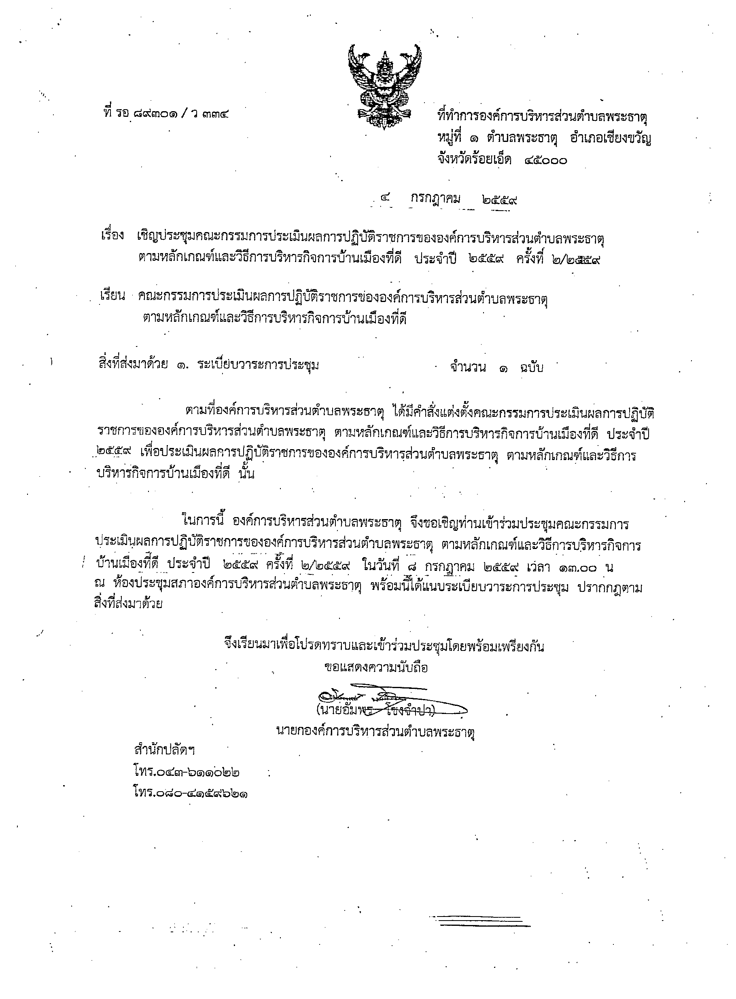 ที่ รอ ๘๙๓๐๑ / ว ๓๓๔
ที่ทำการองค์การบริหารส่วนตำบลพระธาตุ
หมู่ที่ ๑ ตำบลพระธาตุ อำเภอเชียงขวัญ
จังหวัดร้อยเอ็ด ๔๕๐๐๐
๔ กรกฎาคม ๒๕๕๙
เรื่อง เชิญประชุมคณะกรรมการประเมินผลการปฏิบัติราชการขององค์การบริหารส่วนตำบลพระธาตุ
ตามหลักเกณฑ์และวิธีการบริหารกิจการบ้านเมืองที่ดี ประจำปี ๒๕๕๙ ครั้งที่ ๒/๒๕๕๙
เรียน คณะกรรมการประเมินผลการปฏิบัติราชการขององค์การบริหารส่วนตำบลพระธาตุ
ตามหลักเกณฑ์และวิธีการบริหารกิจการบ้านเมืองที่ดี
สิ่งที่ส่งมาด้วย ๑. ระเบียบวาระการประชุม จำนวน ๑ ฉบับ
ตามที่องค์การบริหารส่วนตำบลพระธาตุ ได้มีคำสั่งแต่งตั้งคณะกรรมการประเมินผลการปฏิบัติ
ราชการขององค์การบริหารส่วนตำบลพระธาตุ ตามหลักเกณฑ์และวิธีการบริหารกิจการบ้านเมืองที่ดี ประจำปี
๒๕๕๙ เพื่อประเมินผลการปฏิบัติราชการขององค์การบริหารส่วนตำบลพระธาตุ ตามหลักเกณฑ์และวิธีการ
บริหารกิจการบ้านเมืองที่ดี นั้น
ในการนี้ องค์การบริหารส่วนตำบลพระธาตุ จึงขอเชิญท่านเข้าร่วมประชุมคณะกรรมการ
ประเมินผลการปฏิบัติราชการขององค์การบริหารส่วนตำบลพระธาตุ ตามหลักเกณฑ์และวิธีการบริหารกิจการ
บ้านเมืองที่ดี ประจำปี ๒๕๕๙ ครั้งที่ ๒/๒๕๕๙ ในวันที่ ๘ กรกฎาคม ๒๕๕๙ เวลา ๑๓.๐๐ น
ณ ห้องประชุมสภาองค์การบริหารส่วนตำบลพระธาตุ พร้อมนี้ได้แนบระเบียบวาระการประชุม ปรากกฎตาม
สิ่งที่ส่งมาด้วย
จึงเรียนมาเพื่อโปรดทราบและเข้าร่วมประชุมโดยพร้อมเพรียงกัน
ขอแสดงความนับถือ
(นายอัมพร โขงจำปา)
นายกองค์การบริหารส่วนตำบลพระธาตุ
สำนักปลัดฯ
โทร.๐๔๓-๖๑๑๐๒๒
โทร.๐๘๐-๔๑๕๙๖๒๑